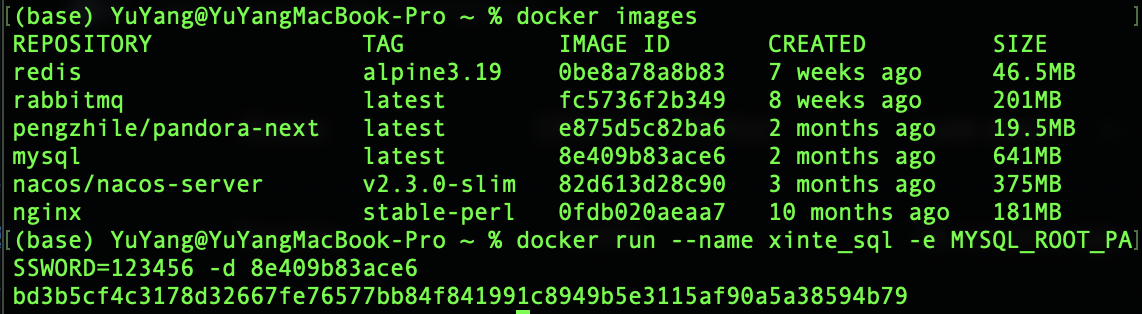 [(base) YuYang@YuYangMacBook-Pro ~ % docker images ]
REPOSITORY TAG IMAGE ID CREATED SIZE
redis alpine3.19 0be8a78a8b83 7 weeks ago 46.5MB
rabbitmq latest fc5736f2b349 8 weeks ago 201MB
pengzhile/pandora-next latest e875d5c82ba6 2 months ago 19.5MB
mysql latest 8e409b83ace6 2 months ago 641MB
nacos/nacos-server v2.3.0-slim 82d613d28c90 3 months ago 375MB
nginx stable-perl 0fdb020aeaa7 10 months ago 181MB
[(base) YuYang@YuYangMacBook-Pro ~ % docker run --name xinte_sql -e MYSQL_ROOT_PA]
SSWORD=123456 -d 8e409b83ace6
bd3b5cf4c3178d32667fe76577bb84f841991c8949b5e3115af90a5a38594b79